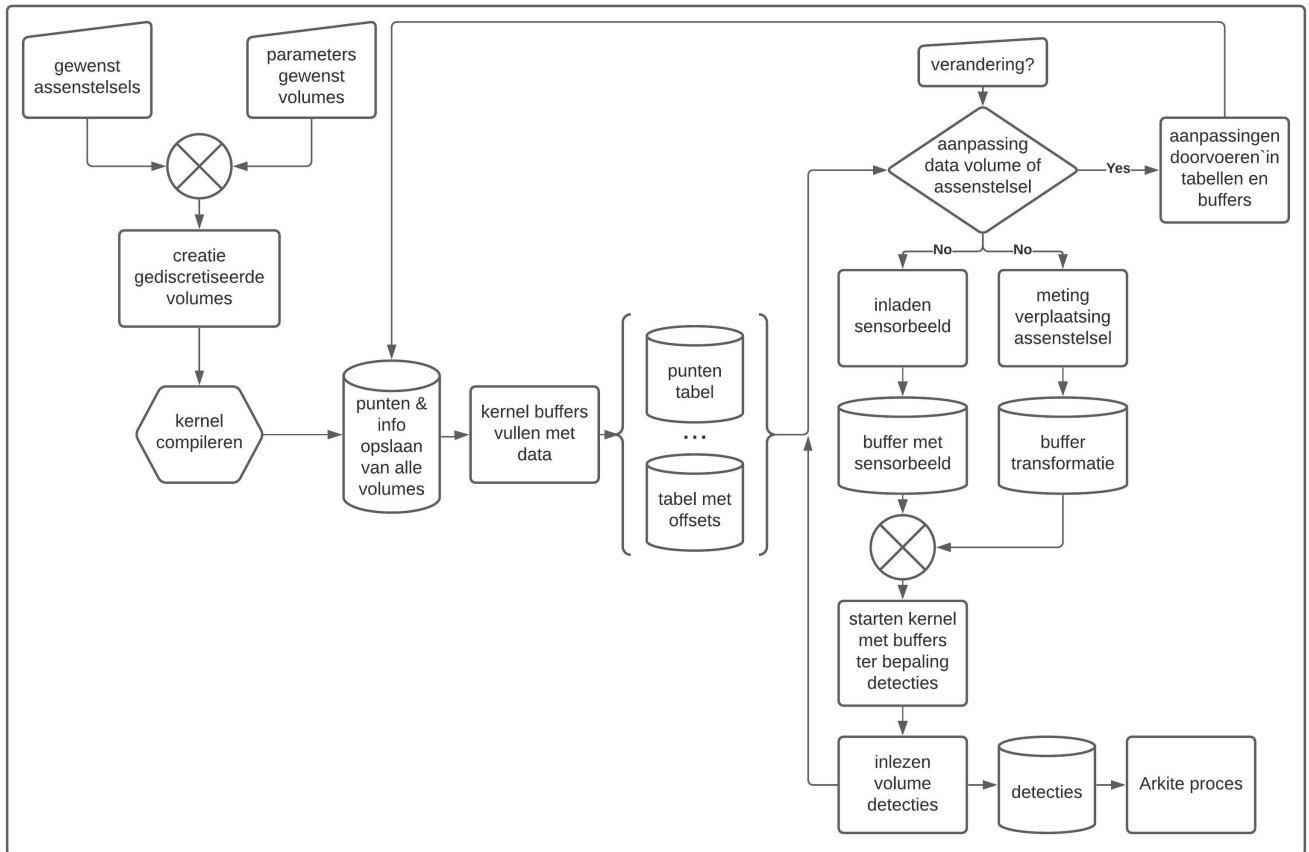 gewenst
assenstelsels
parameters
gewenst
volumes
creatie
gediscretiseerde
volumes
kernel
compileren
punten &
info
opslaan
van alle
volumes
kernel buffers
vullen met
data
punten
tabel
...
tabel met
offsets
verandering?
aanpassing
data volume of
assenstelsel
Yes
aanpassingen
doorvoeren`in
tabellen en
buffers
No
No
inladen
sensorbeeld
meting
verplaatsing
assenstelsel
buffer met
sensorbeeld
buffer
transformatie
starten kernel
met buffers
ter bepaling
detecties
inlezen
volume
detecties
detecties
Arkite proces